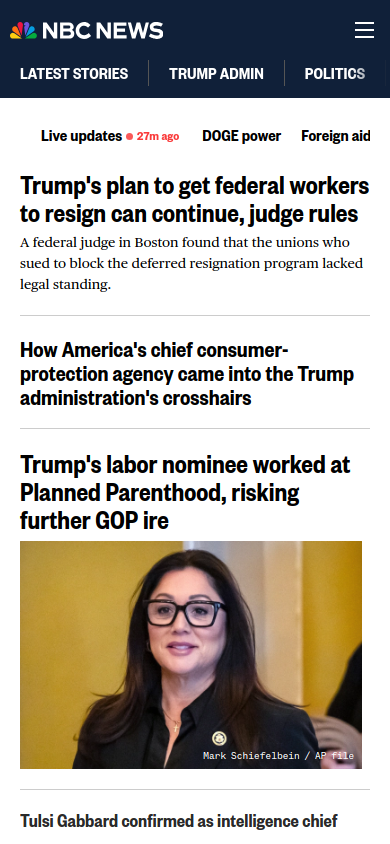 NBC NEWS
LATEST STORIES
TRUMP ADMIN
POLITICS
Live updates 27m ago
DOGE power
Foreign aid
Trump's plan to get federal workers
to resign can continue, judge rules
A federal judge in Boston found that the unions who
sued to block the deferred resignation program lacked
legal standing.
How America's chief consumer-
protection agency came into the Trump
administration's crosshairs
Trump's labor nominee worked at
Planned Parenthood, risking
further GOP ire
Mark Schiefelbein / AP file
Tulsi Gabbard confirmed as intelligence chief